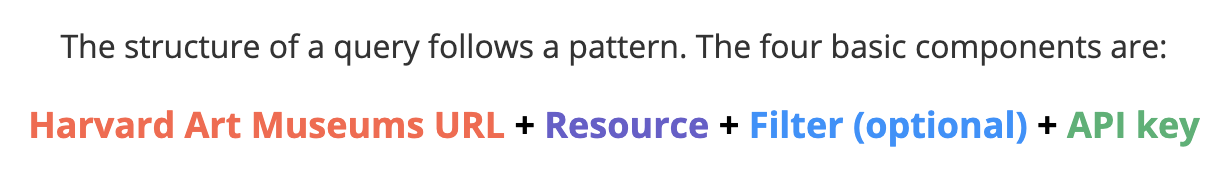 The structure of a query follows a pattern. The four basic components are:
Harvard Art Museums URL + Resource + Filter (optional) + API key